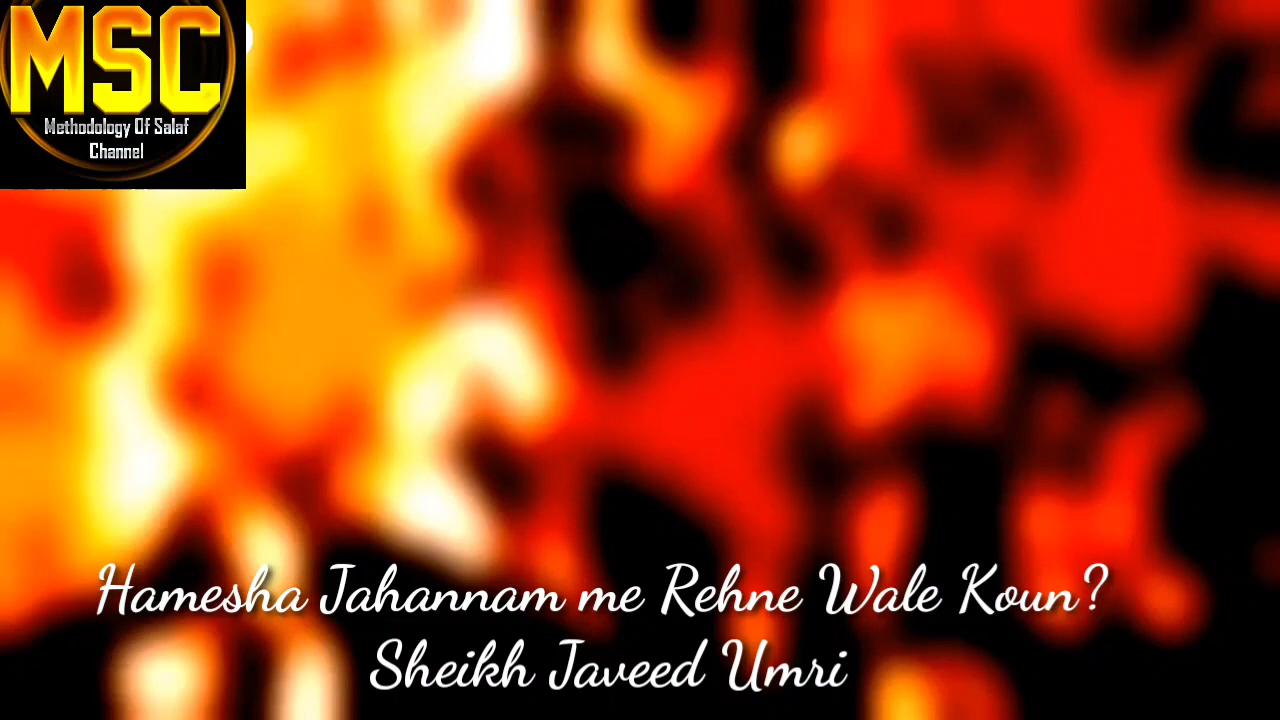 MSC
Methodology Of Salaf
Channel
Hamesha Jahannam me Rehne Wale Koun?
Sheikh Javeed Umri